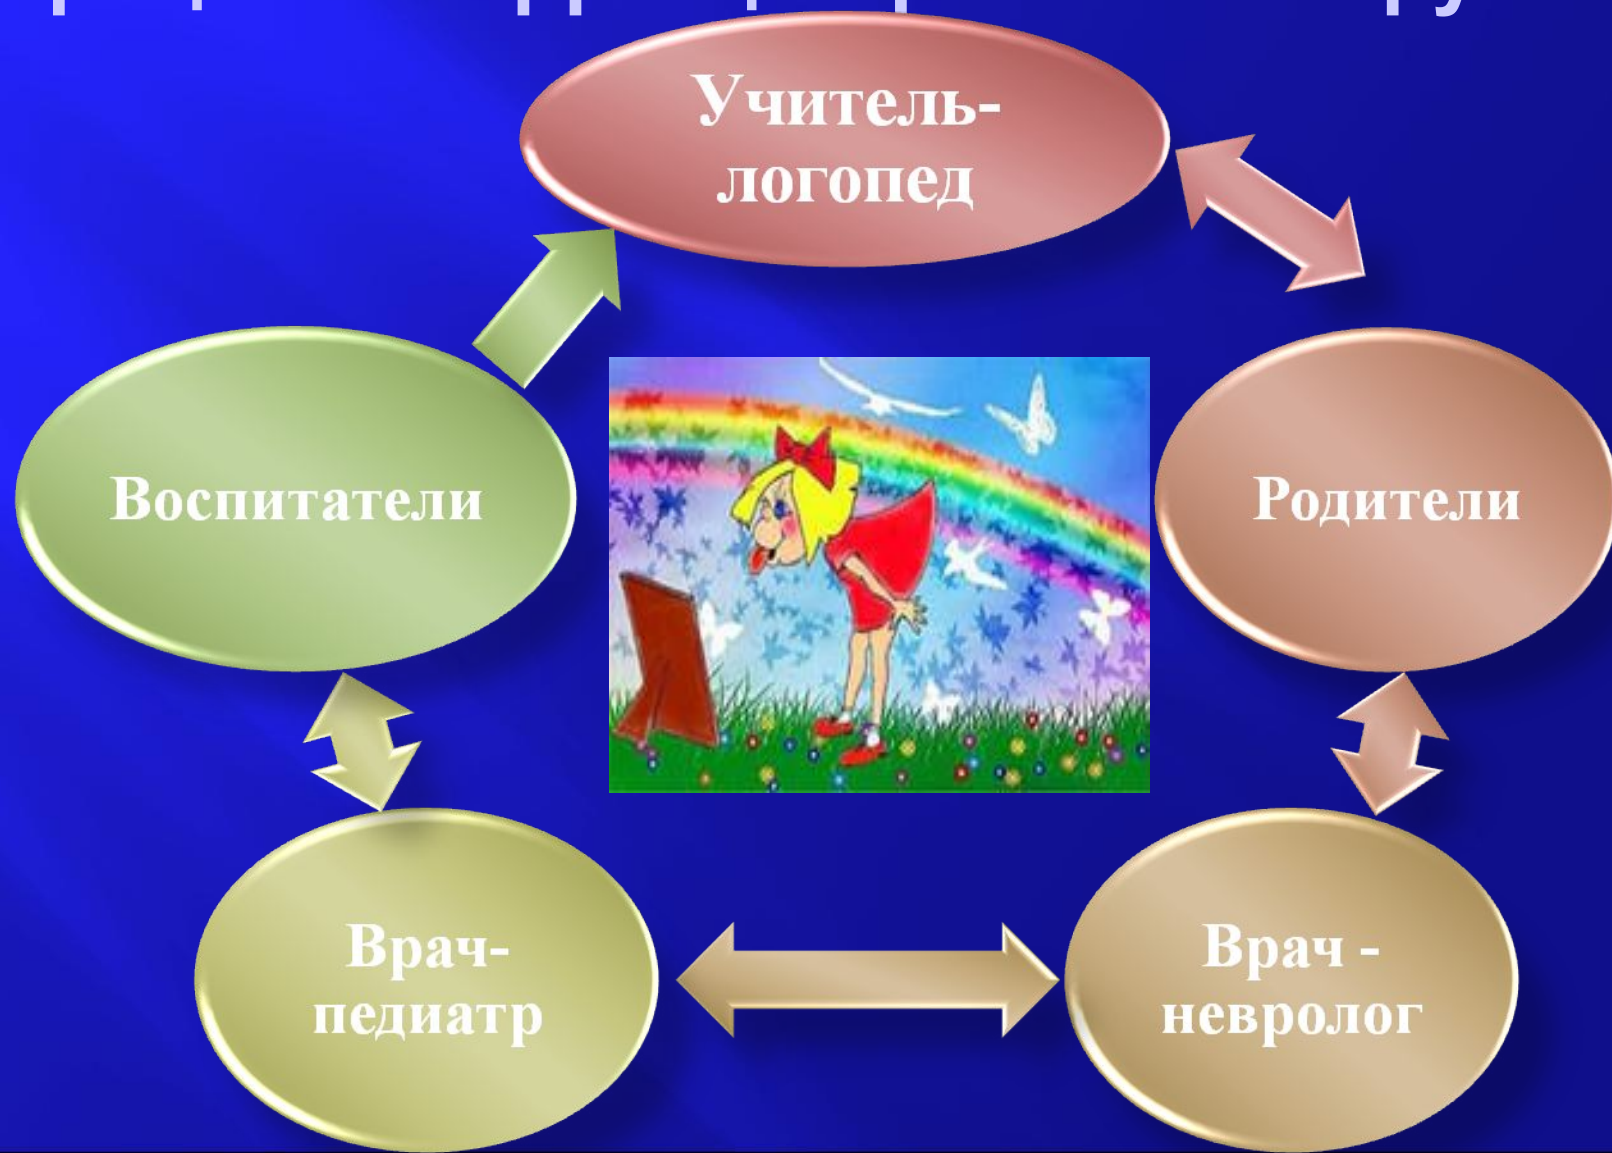 Учитель-
логопед
Воспитатели
Родители
Врач-
педиатр
Врач -
невролог